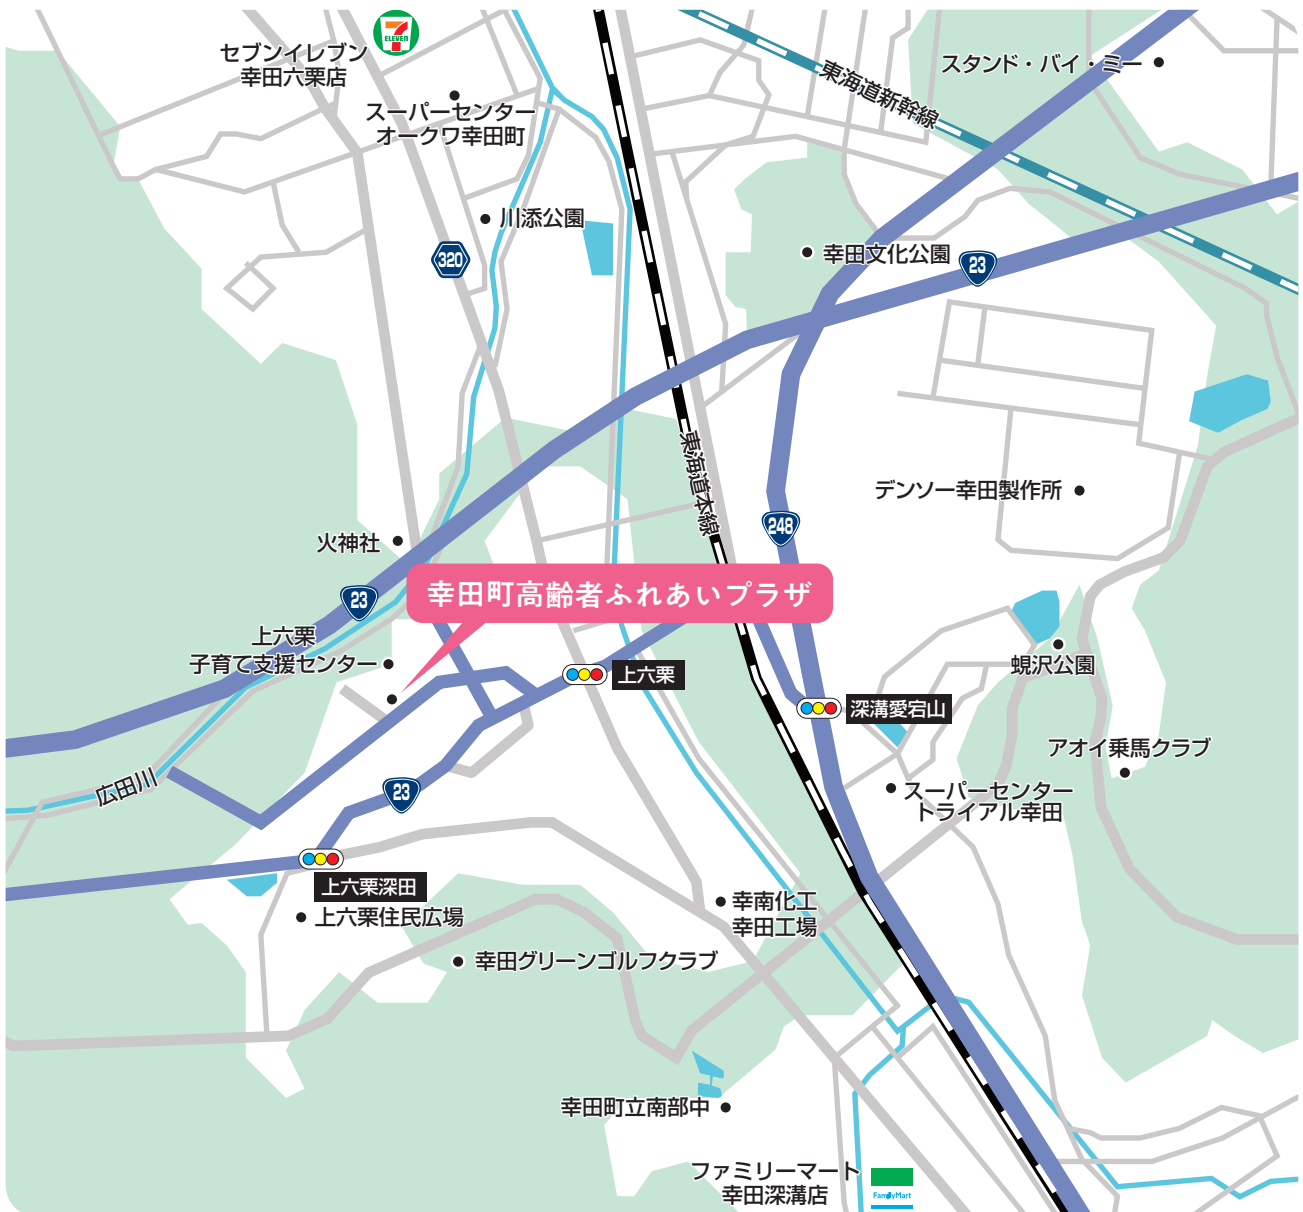 セブンイレブン
幸田六栗店
7
ELEVEN
スーパーセンター
オークワ幸田町
スタンド・バイ・ミー
東海道新幹線
川添公園
320
幸田文化公園
23
東海道本線
デンソー幸田製作所
248
火神社
23
幸田町高齢者ふれあいプラザ
上六栗
子育て支援センター
上六栗
蜆沢公園
深溝愛宕山
アオイ乗馬クラブ
広田川
23
スーパーセンター
トライアル幸田
上六栗深田
上六栗住民広場
幸南化工
幸田工場
幸田グリーンゴルフクラブ
幸田町立南部中
ファミリーマート
幸田深溝店
FamilyMart